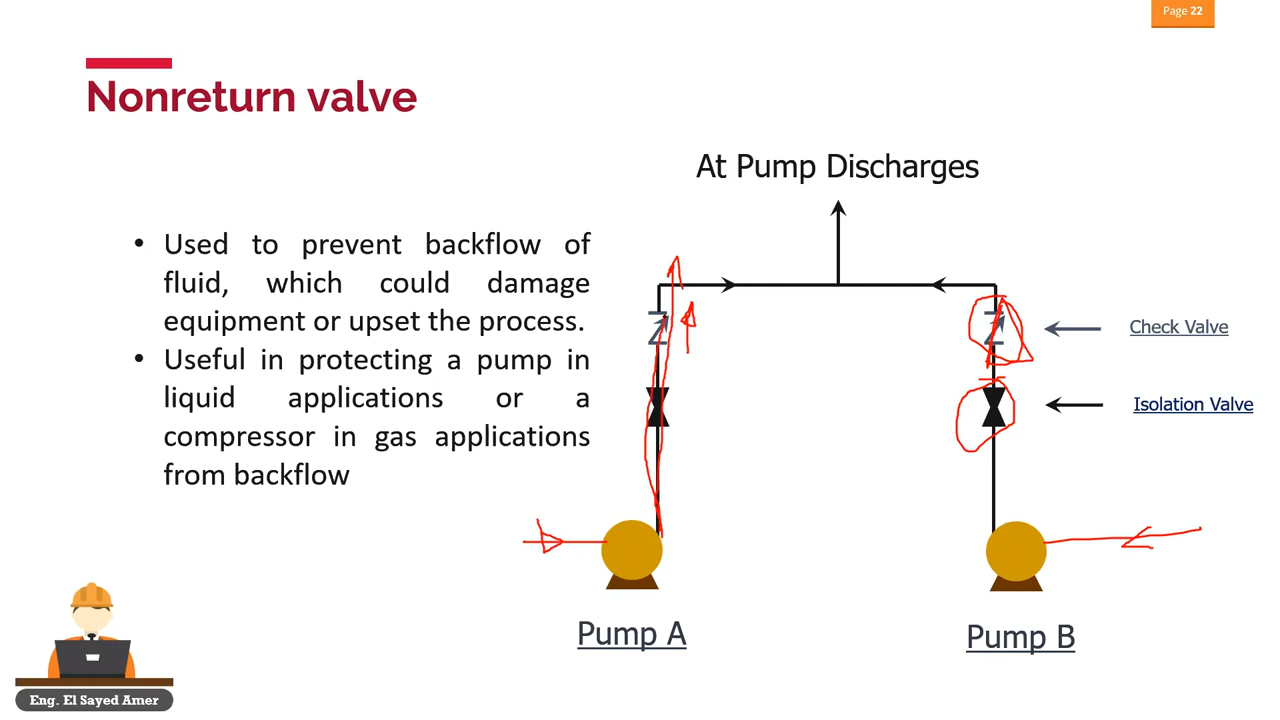 Page 22
Nonreturn valve
At Pump Discharges
• Used to prevent backflow of
fluid, which could damage
equipment or upset the process.
• Useful in protecting a pump in
liquid applications or a
compressor in gas applications
from backflow
Check Valve
Isolation Valve
Pump A
Pump B
Eng. El Sayed Amer